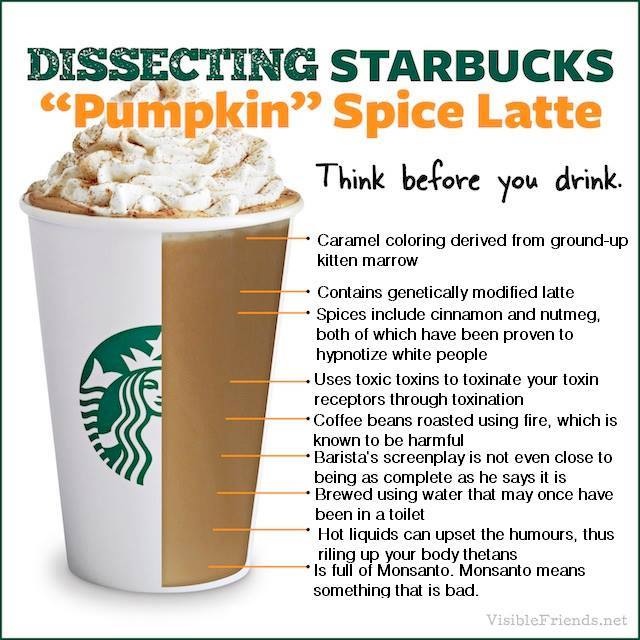 DISSECTING STARBUCKS
“Pumpkin” Spice Latte
Think before you drink.
Caramel coloring derived from ground-up
kitten marrow
Contains genetically modified latte
Spices include cinnamon and nutmeg,
both of which have been proven to
hypnotize white people
Uses toxic toxins to toxinate your toxin
receptors through toxination
Coffee beans roasted using fire, which is
known to be harmful
Barista's screenplay is not even close to
being as complete as he says it is
Brewed using water that may once have
been in a toilet
Hot liquids can upset the humours, thus
riling up your body thetans
Is full of Monsanto. Monsanto means
something that is bad.
VisibleFriends.net